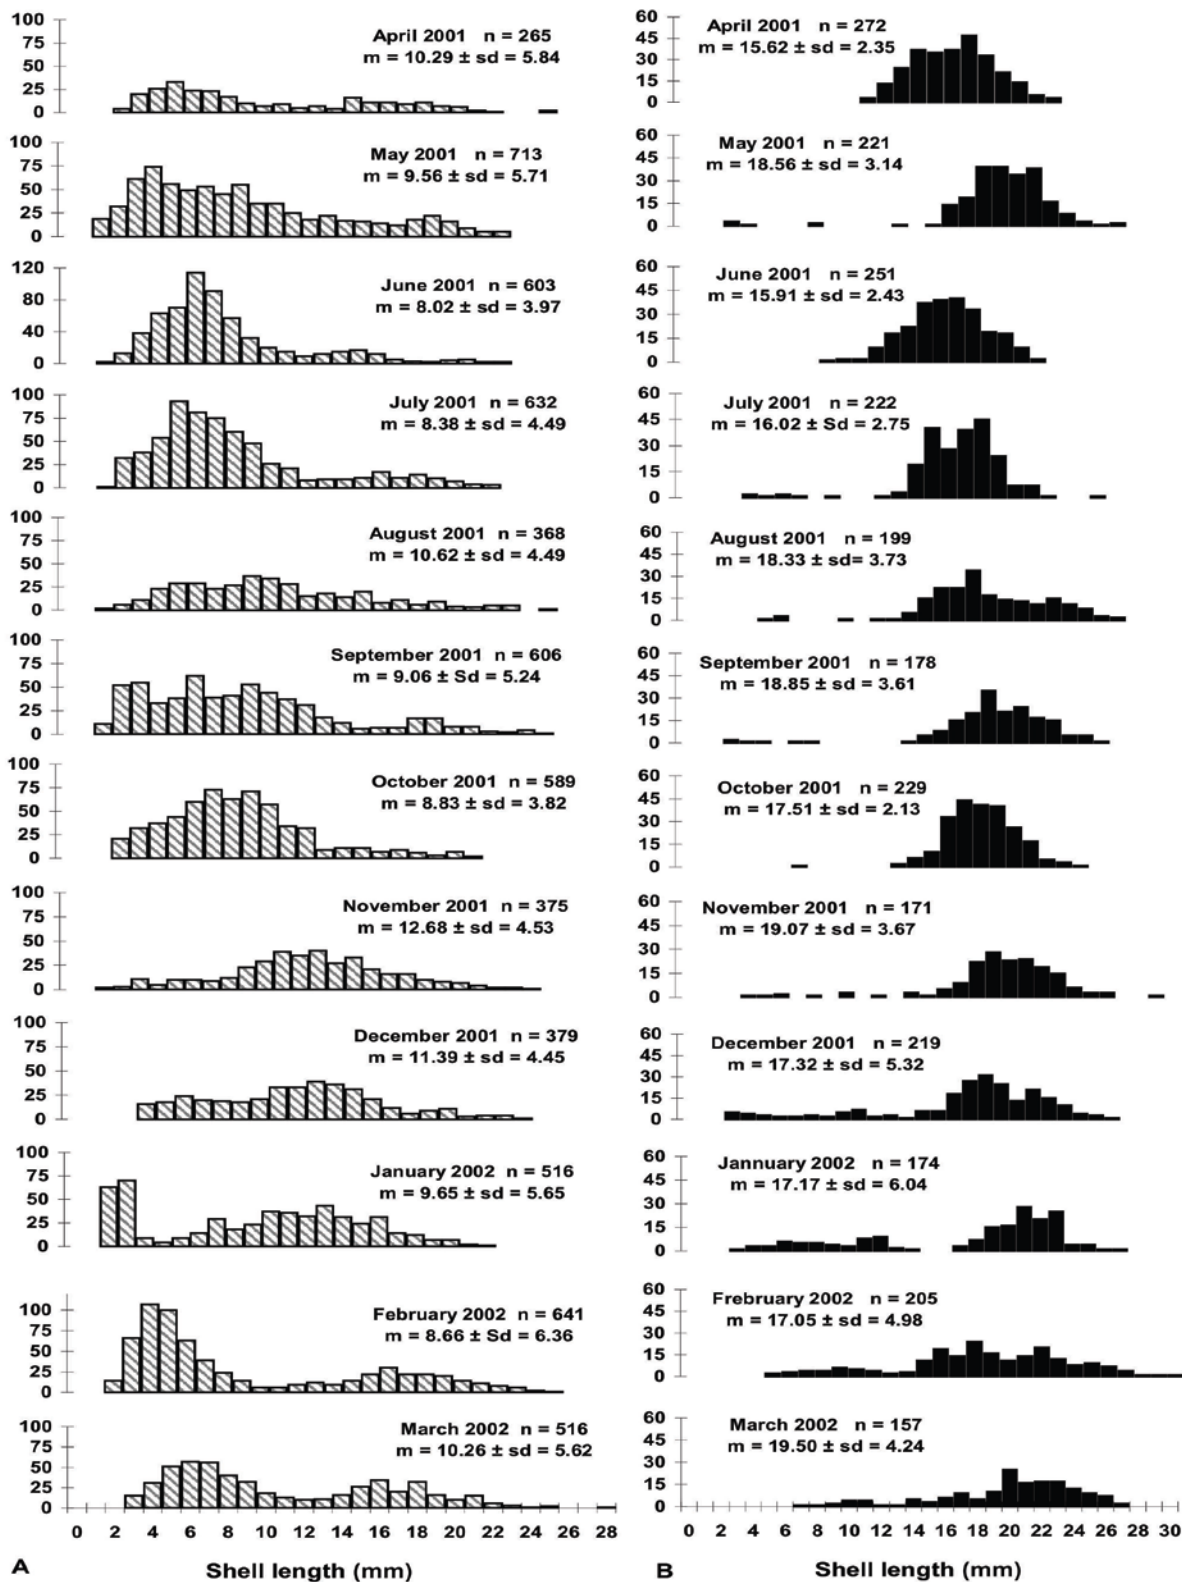 100
75
50
25
0
April 2001 n = 265
m = 10.29 ± sd = 5.84
100
75
50
25
0
May 2001 n = 713
m = 9.56 ± sd = 5.71
120
80
40
0
June 2001 n = 603
m = 8.02 ± sd = 3.97
100
75
50
25
0
July 2001 n = 632
m = 8.38 ± sd = 4.49
100
75
50
25
0
August 2001 n = 368
m = 10.62 ± sd = 4.49
100
75
50
25
0
September 2001 n = 606
m = 9.06 ± Sd = 5.24
100
75
50
25
0
October 2001 n = 589
m = 8.83 ± sd = 3.82
100
75
50
25
0
November 2001 n = 375
m = 12.68 ± sd = 4.53
100
75
50
25
0
December 2001 n = 379
m = 11.39 ± sd = 4.45
100
75
50
25
0
January 2002 n = 516
m = 9.65 ± sd = 5.65
100
75
50
25
0
February 2002 n = 641
m = 8.66 ± Sd = 6.36
100
75
50
25
0
March 2002 n = 516
m = 10.26 ± sd = 5.62
0 2 4 6 8 10 12 14 16 18 20 22 24 26 28
A Shell length (mm)
60
45
30
15
0
April 2001 n = 272
m = 15.62 ± sd = 2.35
60
45
30
15
0
May 2001 n = 221
m = 18.56 ± sd = 3.14
60
45
30
15
0
June 2001 n = 251
m = 15.91 ± sd = 2.43
60
45
30
15
0
July 2001 n = 222
m = 16.02 ± Sd = 2.75
60
45
30
15
0
August 2001 n = 199
m = 18.33 ± sd= 3.73
60
45
30
15
0
September 2001 n = 178
m = 18.85 ± sd = 3.61
60
45
30
15
0
October 2001 n = 229
m = 17.51 ± sd = 2.13
60
45
30
15
0
November 2001 n = 171
m = 19.07 ± sd = 3.67
60
45
30
15
0
December 2001 n = 219
m = 17.32 ± sd = 5.32
60
45
30
15
0
Jannuary 2002 n = 174
m = 17.17 ± sd = 6.04
60
45
30
15
0
Frebruary 2002 n = 205
m = 17.05 ± sd = 4.98
60
45
30
15
0
March 2002 n = 157
m = 19.50 ± sd = 4.24
0 2 4 6 8 10 12 14 16 18 20 22 24 26 28 30
B Shell length (mm)